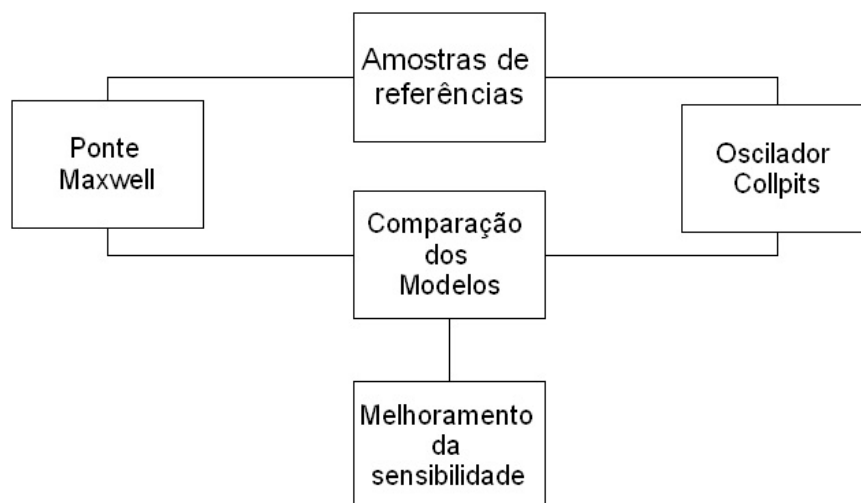 Amostras de
referências
Ponte
Maxwell
Oscilador
Collpits
Comparação
dos
Modelos
Melhoramento
da
sensibilidade